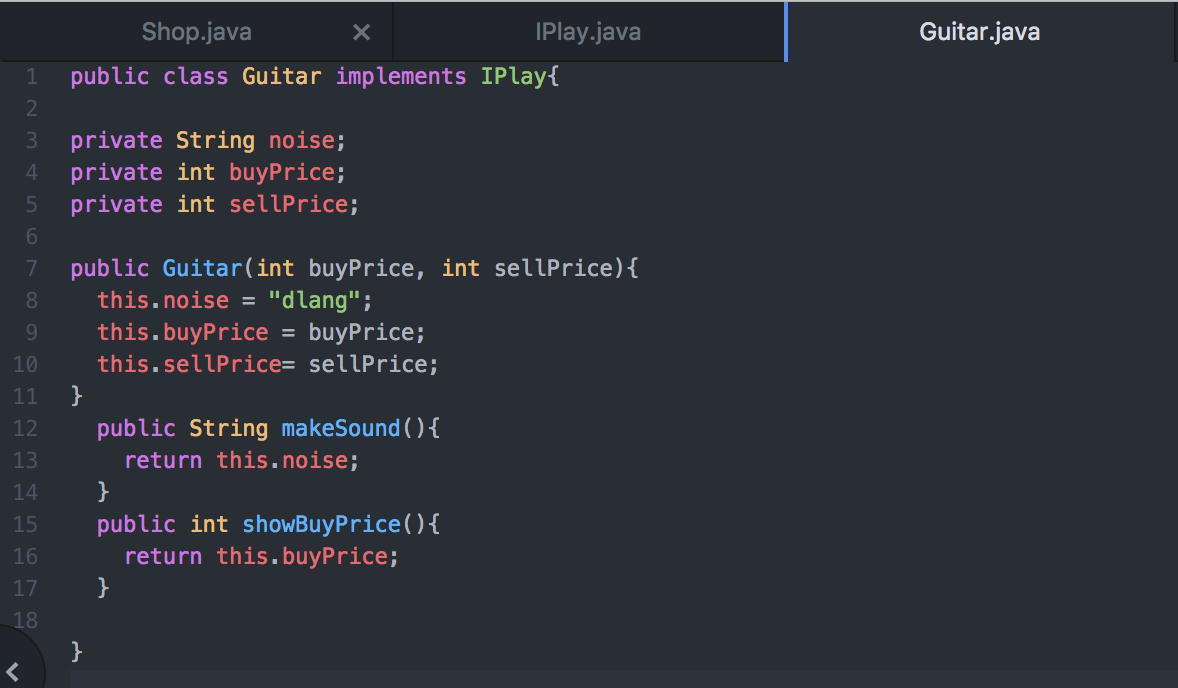 Shop.java × IPlay.java Guitar.java
1 public class Guitar implements IPlay{
2
3 private String noise;
4 private int buyPrice;
5 private int sellPrice;
6
7 public Guitar(int buyPrice, int sellPrice){
8   this.noise = "dlang";
9   this.buyPrice = buyPrice;
10   this.sellPrice= sellPrice;
11 }
12   public String makeSound(){
13     return this.noise;
14   }
15   public int showBuyPrice(){
16     return this.buyPrice;
17   }
18
}